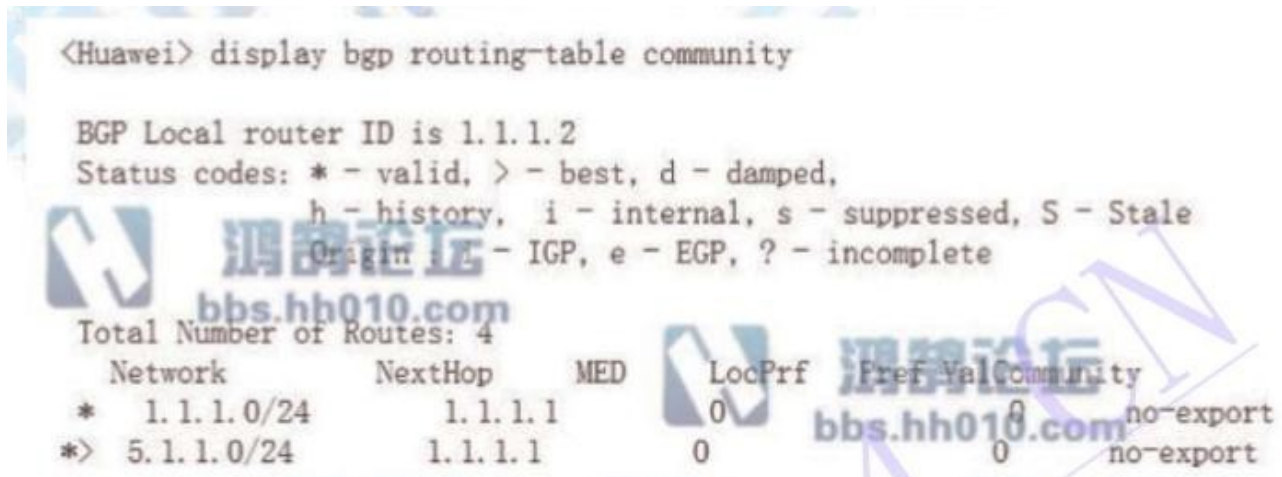 <Huawei> display bgp routing-table community
BGP Local router ID is 1.1.1.2
Status codes: * - valid, > - best, d - damped,
h - history, i - internal, s - suppressed, S - Stale
Origin : i - IGP, e - EGP, ? - incomplete
鸿鹄论坛
bbs.hh010.com
Total Number of Routes: 4
Network NextHop MED LocPrf Pref ValCommunity
* 1.1.1.0/24 1.1.1.1 0 0 no-export
*> 5.1.1.0/24 1.1.1.1 0 0 no-export
鸿鹄论坛
bbs.hh010.com